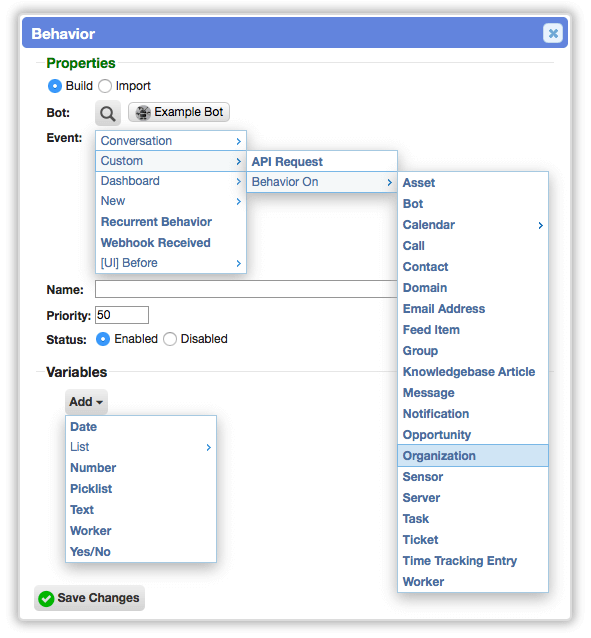 Behavior
Properties
Build Import
Bot: Example Bot
Event:
Conversation
Custom
Dashboard
New
Recurrent Behavior
Webhook Received
[UI] Before
API Request
Behavior On
Asset
Bot
Calendar
Call
Contact
Domain
Email Address
Feed Item
Group
Knowledgebase Article
Message
Notification
Opportunity
Organization
Sensor
Server
Task
Ticket
Time Tracking Entry
Worker
Name:
Priority: 50
Status: Enabled Disabled
Variables
Add
Date
List
Number
Picklist
Text
Worker
Yes/No
Save Changes